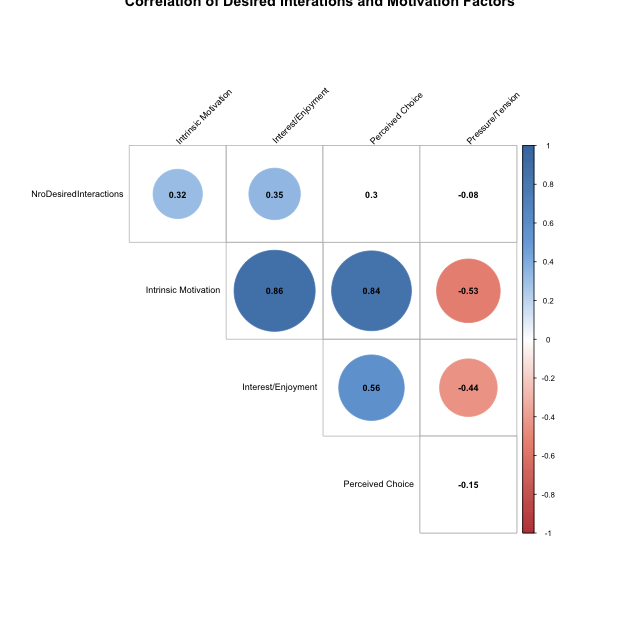 Correlation of Desired Interations and Motivation Factors
Intrinsic Motivation
Interest/Enjoyment
Perceived Choice
Pressure/Tension
NroDesiredInteractions
0.32
0.35
0.3
-0.08
Intrinsic Motivation
0.86
0.84
-0.53
Interest/Enjoyment
0.56
-0.44
Perceived Choice
-0.15
1
0.8
0.6
0.4
0.2
0
-0.2
-0.4
-0.6
-0.8
-1